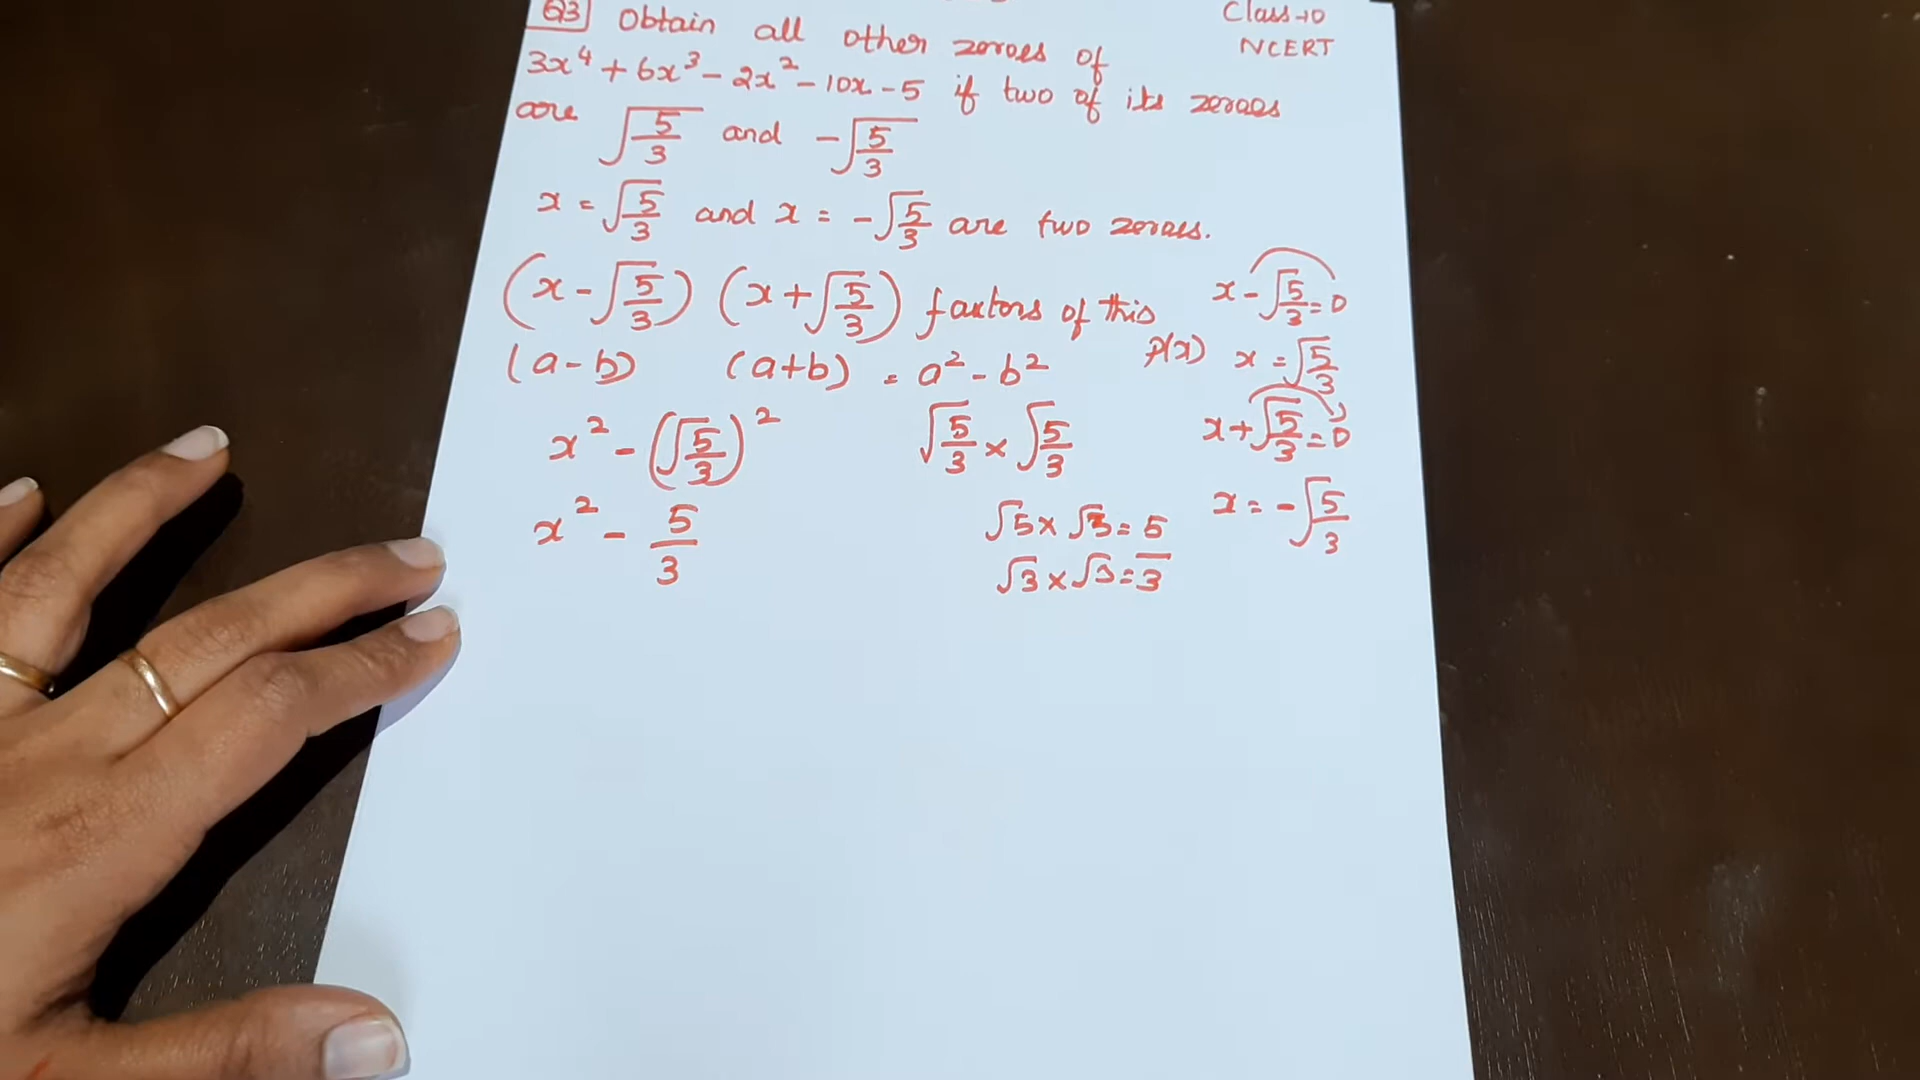 Q3 Obtain all other zeroes of
Class-10
NCERT
3x⁴ + 6x³ - 2x² - 10x - 5 if two of its zeroes
are √5/3 and -√5/3
x = √5/3 and x = -√5/3 are two zeroes.
(x - √5/3) (x + √5/3) factors of this
p(x)
(a - b) (a + b) = a² - b²
x² - (√5/3)²
x² - 5/3
√5/3 × √5/3
√3 × √3 = 3
x - √5/3 = 0
x = √5/3
x + √5/3 = 0
x = -√5/3